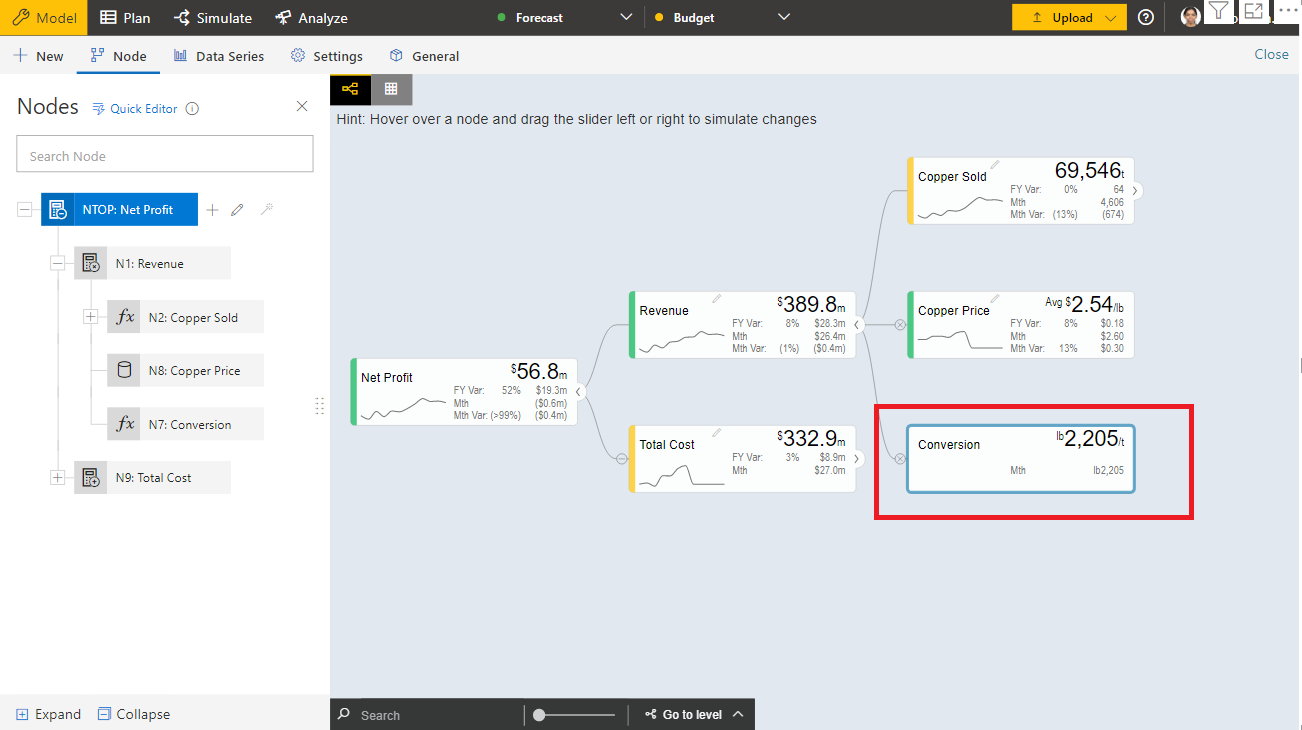 Model Plan Simulate Analyze Forecast Budget Upload
New Node Data Series Settings General Close
Nodes Quick Editor
Search Node
NTOP: Net Profit
N1: Revenue
N2: Copper Sold
N8: Copper Price
N7: Conversion
N9: Total Cost
Expand Collapse
Hint: Hover over a node and drag the slider left or right to simulate changes
Net Profit $56.8m
FY Var: 52% $19.3m
Mth ($0.6m)
Mth Var: (>99%) ($0.4m)
Revenue $389.8m
FY Var: 8% $28.3m
Mth $26.4m
Mth Var: (1%) ($0.4m)
Total Cost $332.9m
FY Var: 3% $8.9m
Mth $27.0m
Copper Sold 69,546t
FY Var: 0% 64
Mth 4,606
Mth Var: (13%) (674)
Copper Price Avg $2.54/lb
FY Var: 8% $0.18
Mth $2.60
Mth Var: 13% $0.30
Conversion lb2,205/t
Mth lb2,205
Search Go to level